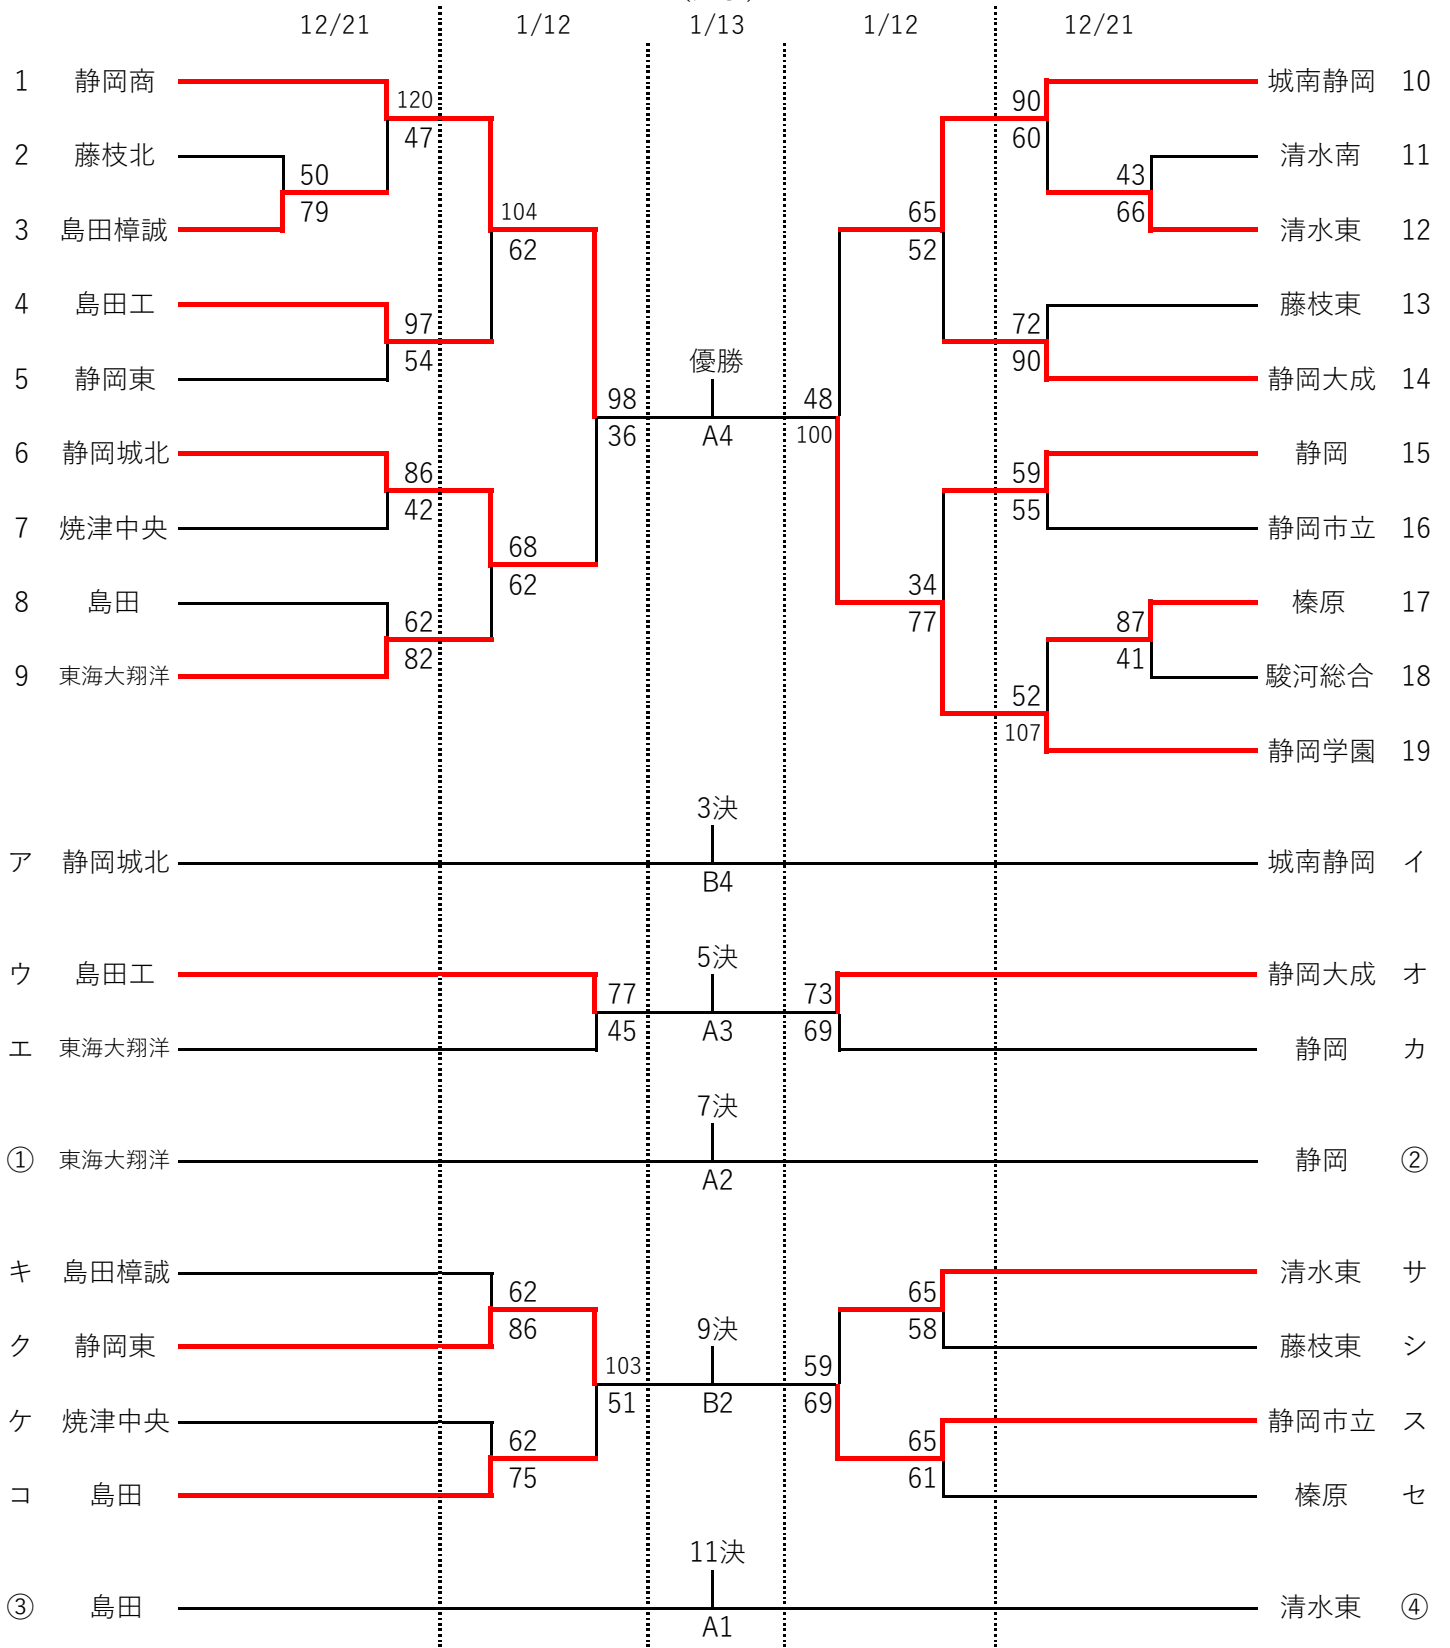 12/21 1/12 1/13 1/12 12/21
1 静岡商 城南静岡 10
120 90
47 60
2 藤枝北 清水南 11
50 43
79 66
3 島田樟誠 104 65 清水東 12
62 52
4 島田工 藤枝東 13
97 72
54 90
5 静岡東 優勝 静岡大成 14
98 48
36 A4 100
6 静岡城北 静岡 15
86 59
42 55
7 焼津中央 静岡市立 16
68
62
8 島田 34 榛原 17
62 77 87
82 41
9 東海大翔洋 駿河総合 18
52
107
静岡学園 19
3決
ア 静岡城北 城南静岡 イ
B4
5決
ウ 島田工 静岡大成 オ
77 73
45 A3 69
エ 東海大翔洋 静岡 カ
7決
① 東海大翔洋 静岡 ②
A2
キ 島田樟誠 清水東 サ
62 65
86 9決 58
ク 静岡東 藤枝東 シ
103 59
51 B2 69
ケ 焼津中央 静岡市立 ス
62 65
75 61
コ 島田 榛原 セ
11決
③ 島田 清水東 ④
A1